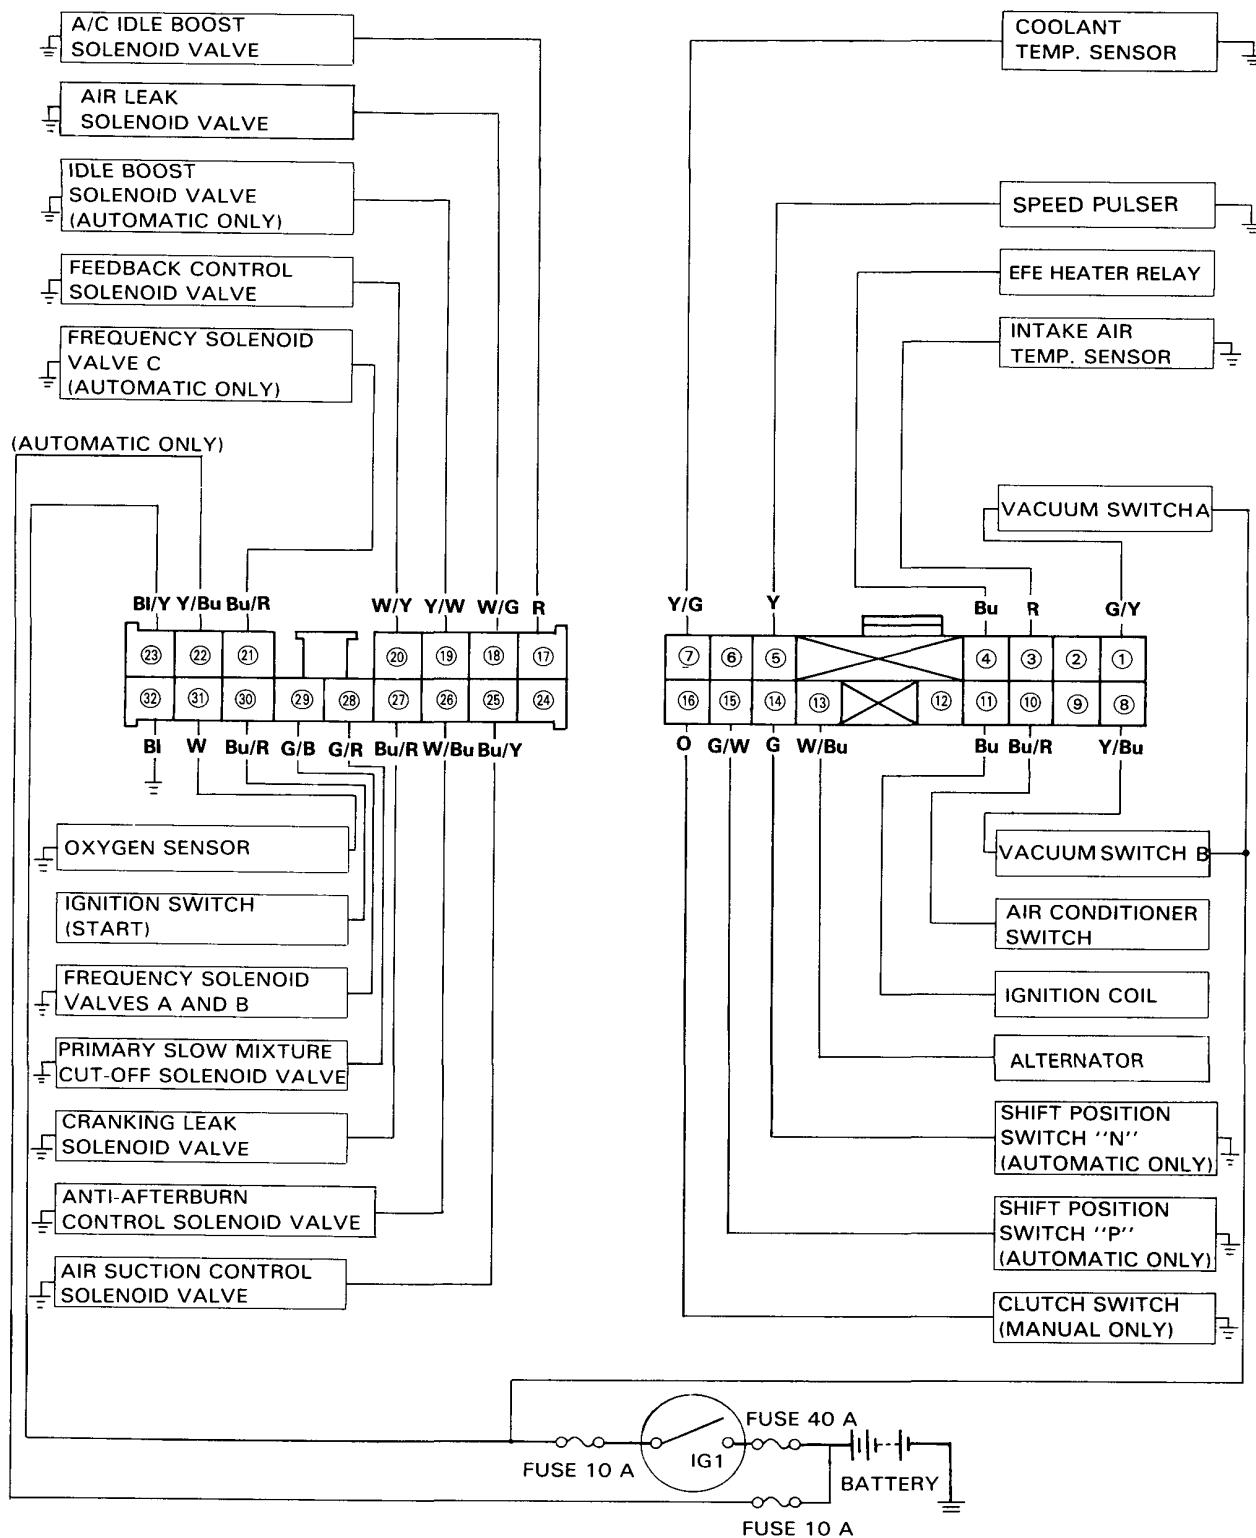 A/C IDLE BOOST
SOLENOID VALVE
AIR LEAK
SOLENOID VALVE
IDLE BOOST
SOLENOID VALVE
(AUTOMATIC ONLY)
FEEDBACK CONTROL
SOLENOID VALVE
FREQUENCY SOLENOID
VALVE C
(AUTOMATIC ONLY)
(AUTOMATIC ONLY)
COOLANT
TEMP. SENSOR
SPEED PULSER
EFE HEATER RELAY
INTAKE AIR
TEMP. SENSOR
VACUUM SWITCH A
Bl/Y Y/Bu Bu/R W/Y Y/W W/G R
23 22 21 20 19 18 17
32 31 30 29 28 27 26 25 24
Bl W Bu/R G/B G/R Bu/R W/Bu Bu/Y
Y/G Y Bu R G/Y
7 6 5 4 3 2 1
16 15 14 13 12 11 10 9 8
O G/W G W/Bu Bu Bu/R Y/Bu
OXYGEN SENSOR
IGNITION SWITCH
(START)
FREQUENCY SOLENOID
VALVES A AND B
PRIMARY SLOW MIXTURE
CUT-OFF SOLENOID VALVE
CRANKING LEAK
SOLENOID VALVE
ANTI-AFTERBURN
CONTROL SOLENOID VALVE
AIR SUCTION CONTROL
SOLENOID VALVE
VACUUM SWITCH B
AIR CONDITIONER
SWITCH
IGNITION COIL
ALTERNATOR
SHIFT POSITION
SWITCH "N"
(AUTOMATIC ONLY)
SHIFT POSITION
SWITCH "P"
(AUTOMATIC ONLY)
CLUTCH SWITCH
(MANUAL ONLY)
FUSE 10 A
IG1
FUSE 40 A
BATTERY
FUSE 10 A